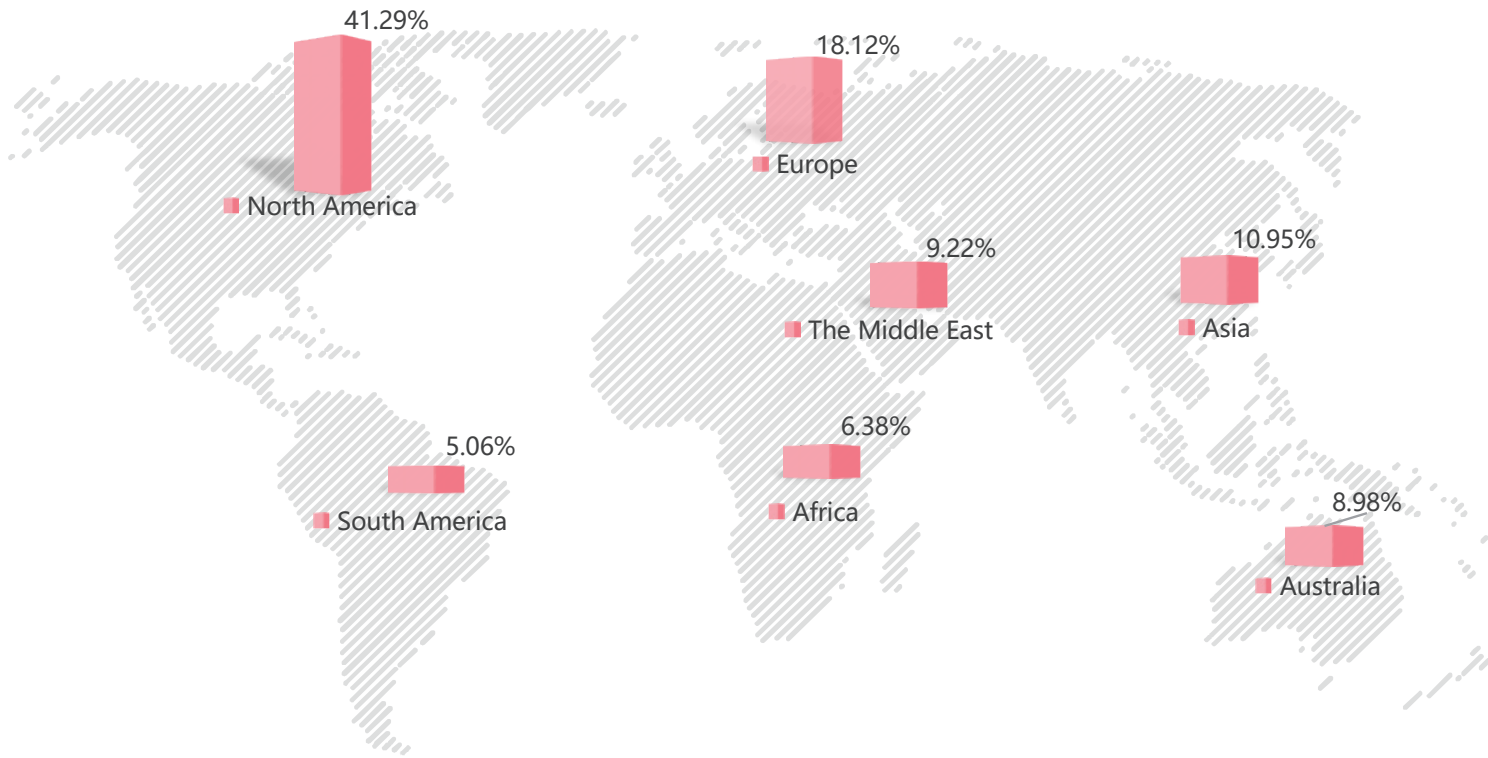 41.29%
North America
18.12%
Europe
9.22%
The Middle East
10.95%
Asia
5.06%
South America
6.38%
Africa
8.98%
Australia